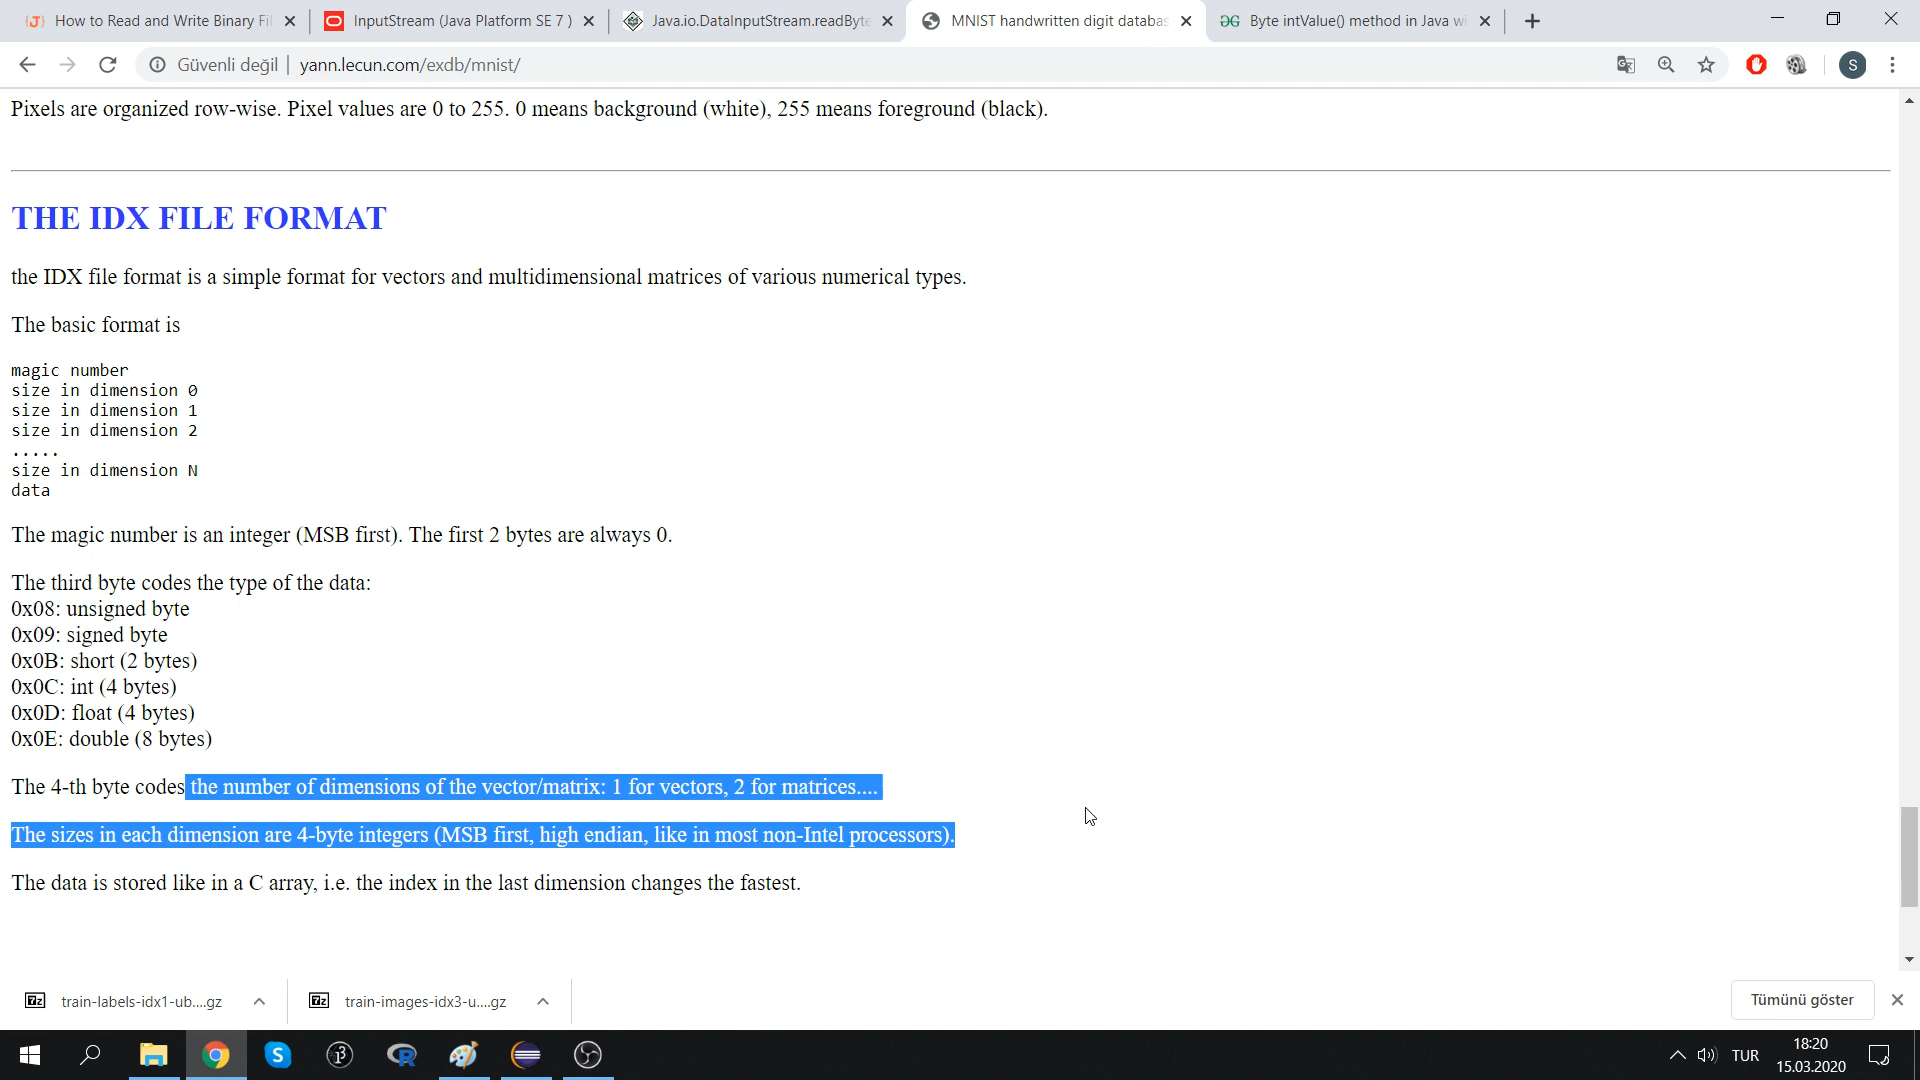 How to Read and Write Binary Fi
InputStream (Java Platform SE 7 )
Java.io.DataInputStream.readByte
MNIST handwritten digit databas
Byte intValue() method in Java wi
Güvenli değil | yann.lecun.com/exdb/mnist/
S
Pixels are organized row-wise. Pixel values are 0 to 255. 0 means background (white), 255 means foreground (black).
THE IDX FILE FORMAT
the IDX file format is a simple format for vectors and multidimensional matrices of various numerical types.
The basic format is
magic number
size in dimension 0
size in dimension 1
size in dimension 2
.....
size in dimension N
data
The magic number is an integer (MSB first). The first 2 bytes are always 0.
The third byte codes the type of the data:
0x08: unsigned byte
0x09: signed byte
0x0B: short (2 bytes)
0x0C: int (4 bytes)
0x0D: float (4 bytes)
0x0E: double (8 bytes)
The 4-th byte codes the number of dimensions of the vector/matrix: 1 for vectors, 2 for matrices....
The sizes in each dimension are 4-byte integers (MSB first, high endian, like in most non-Intel processors).
The data is stored like in a C array, i.e. the index in the last dimension changes the fastest.
train-labels-idx1-ub....gz
train-images-idx3-u....gz
Tümünü göster
TUR
18:20
15.03.2020